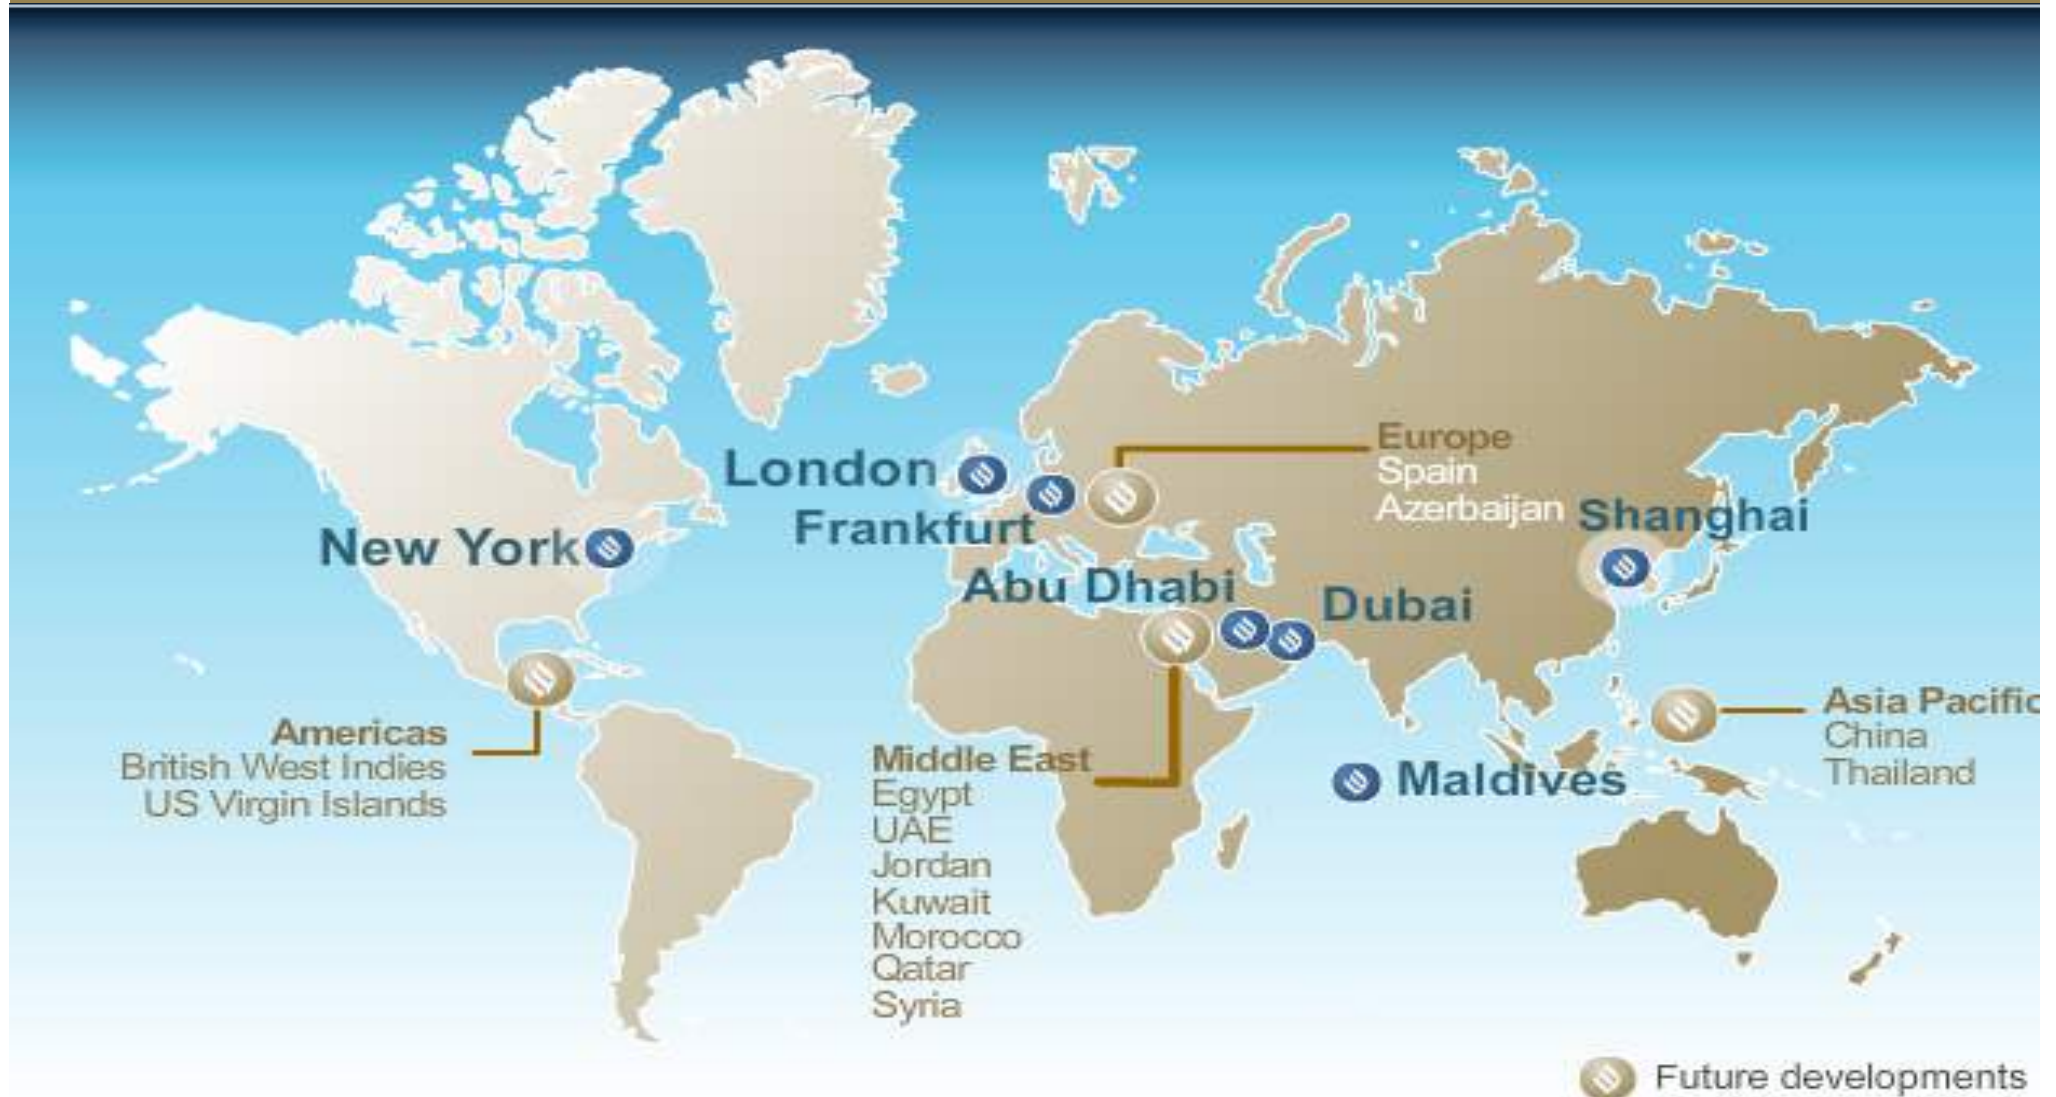 London
Frankfurt
New York
Abu Dhabi
Dubai
Europe
Spain
Azerbaijan
Shanghai
Maldives
Americas
British West Indies
US Virgin Islands
Middle East
Egypt
UAE
Jordan
Kuwait
Morocco
Qatar
Syria
Asia Pacific
China
Thailand
Future developments